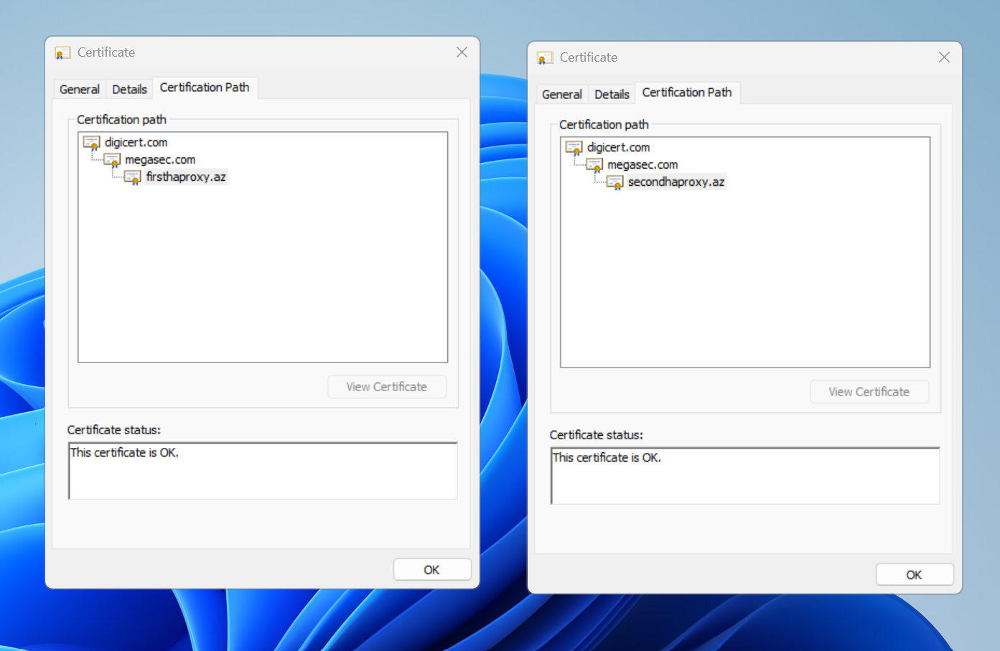 Certificate
General Details Certification Path
Certification path
digicert.com
megasec.com
firsthaproxy.az
View Certificate
Certificate status:
This certificate is OK.
OK
Certificate
General Details Certification Path
Certification path
digicert.com
megasec.com
secondhaproxy.az
View Certificate
Certificate status:
This certificate is OK.
OK